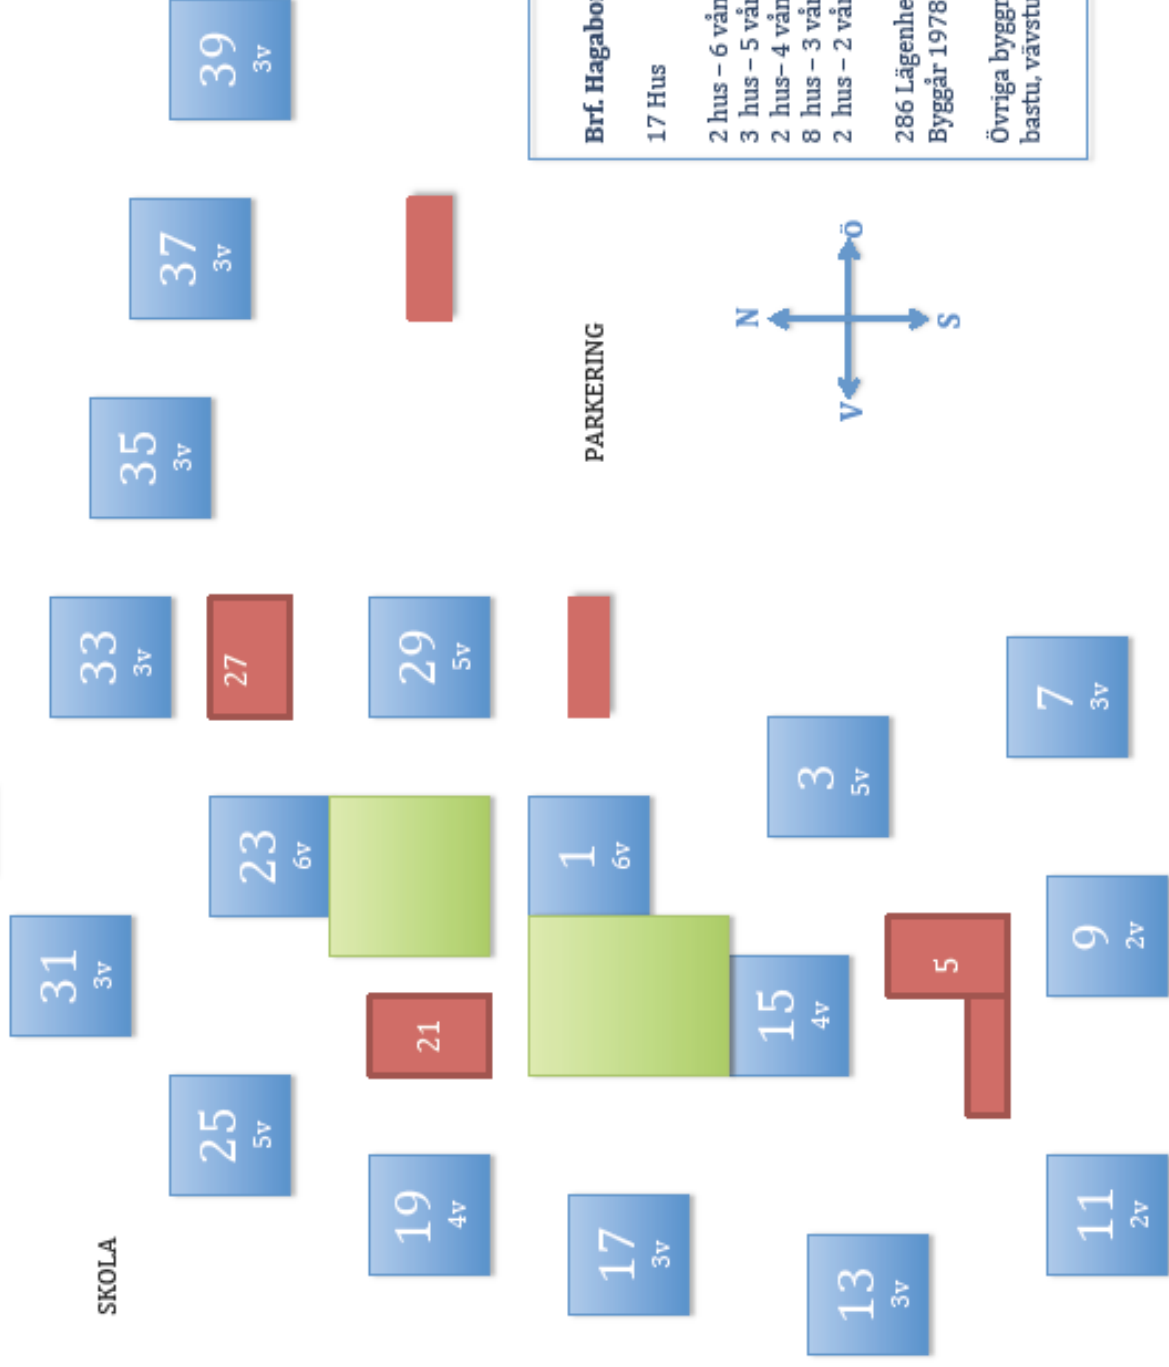 31
3v
33
3v
SKOLA
35
3v
37
3v
39
3v
25
5v
27
23
6v
19
4v
29
5v
21
1
6v
17
3v
PARKERING
Brf. Hagabo
17 Hus
2 hus – 6 vån
3 hus – 5 vån
2 hus– 4 vån
8 hus – 3 vån
2 hus – 2 vån
N
V
Ö
S
15
4v
3
5v
13
3v
286 Lägenhe
Byggår 1978
5
Övriga byggn
bastu, vävstu
7
3v
9
2v
11
2v